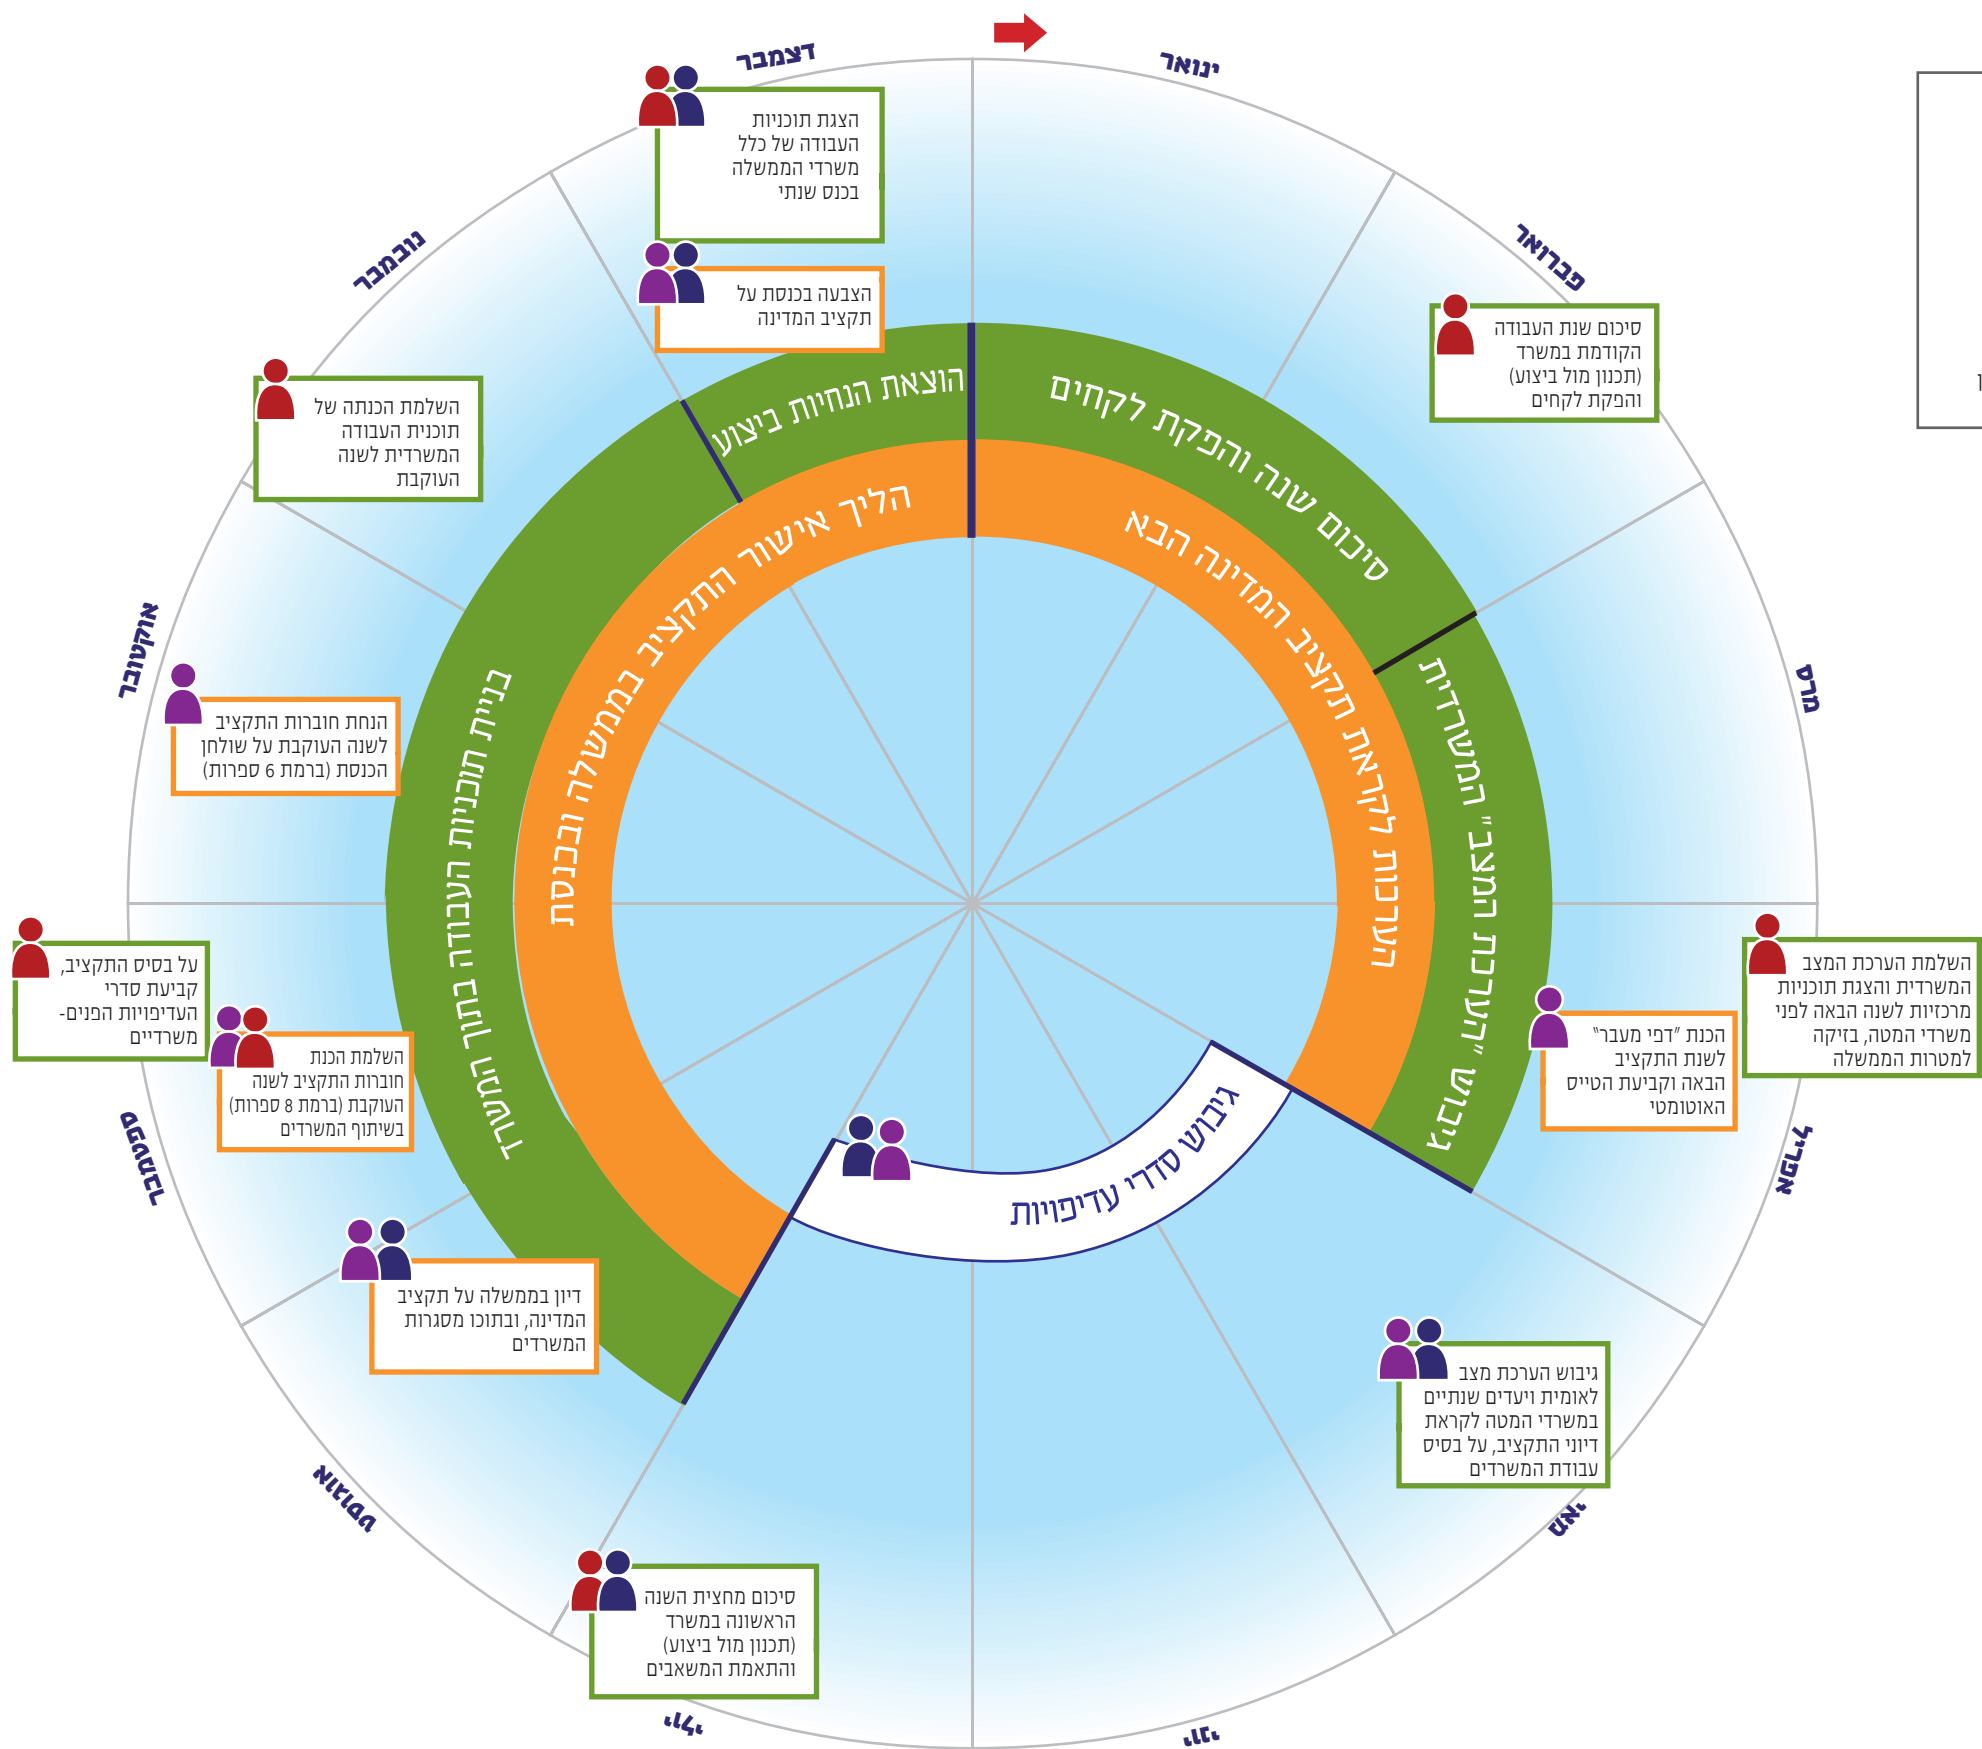 ינואר
פברואר
מרס
אפריל
מאי
יוני
יולי
אוגוסט
ספטמבר
אוקטובר
נובמבר
דצמבר
סיכום שנה והפקת לקחים
גיבוש "הערכת המצב" המשרדית
הערכות לקראת תקציב המדינה הבא
גיבוש סדרי עדיפויות
בניית תוכניות העבודה בתוך המשרד
הליך אישור התקציב בממשלה ובכנסת
הוצאת הנחיות ביצוע
סיכום שנת העבודה
הקודמת במשרד
(תכנון מול ביצוע)
והפקת לקחים
השלמת הערכת המצב
המשרדית והצגת תוכניות
מרכזיות לשנה הבאה לפני
משרדי המטה, בזיקה
למטרות הממשלה
הכנת "דפי מעבר"
לשנת התקציב
הבאה וקביעת הטייס
האוטומטי
גיבוש הערכת מצב
לאומית ויעדים שנתיים
במשרדי המטה לקראת
דיוני התקציב, על בסיס
עבודת המשרדים
סיכום מחצית השנה
הראשונה במשרד
(תכנון מול ביצוע)
והתאמת המשאבים
דיון בממשלה על תקציב
המדינה, ובתוכו מסגרות
המשרדים
השלמת הכנת
חוברות התקציב לשנה
העוקבת (ברמת 8 ספרות)
בשיתוף המשרדים
על בסיס התקציב,
קביעת סדרי
העדיפויות הפנים-
משרדיים
הנחת חוברות התקציב
לשנה העוקבת על שולחן
הכנסת (ברמת 6 ספרות)
השלמת הכנתה של
תוכנית העבודה
המשרדית לשנה
העוקבת
הצגת תוכניות
העבודה של כלל
משרדי הממשלה
בכנס שנתי
הצבעה בכנסת על
תקציב המדינה